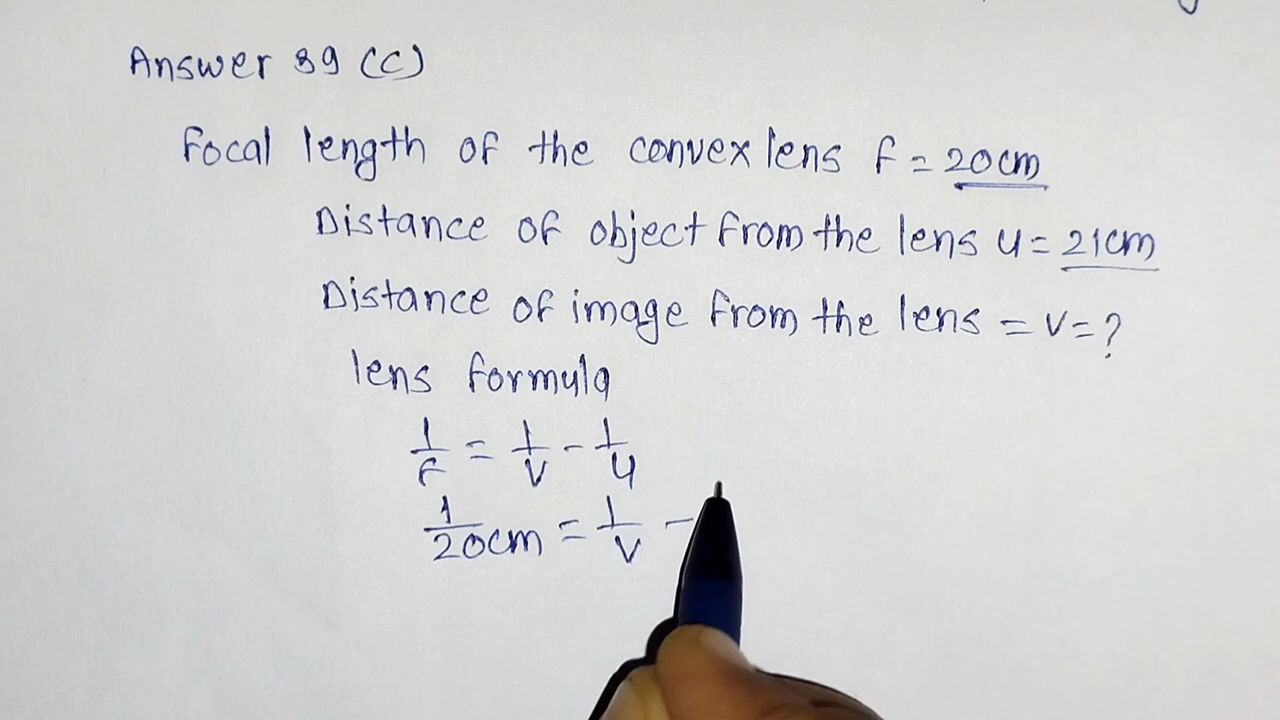 Answer 39 (C)
Focal length of the convex lens F = 20cm
Distance of object from the lens u = 21cm
Distance of image from the lens = v = ?
lens formula
1/F = 1/v - 1/u
1/20cm = 1/v -